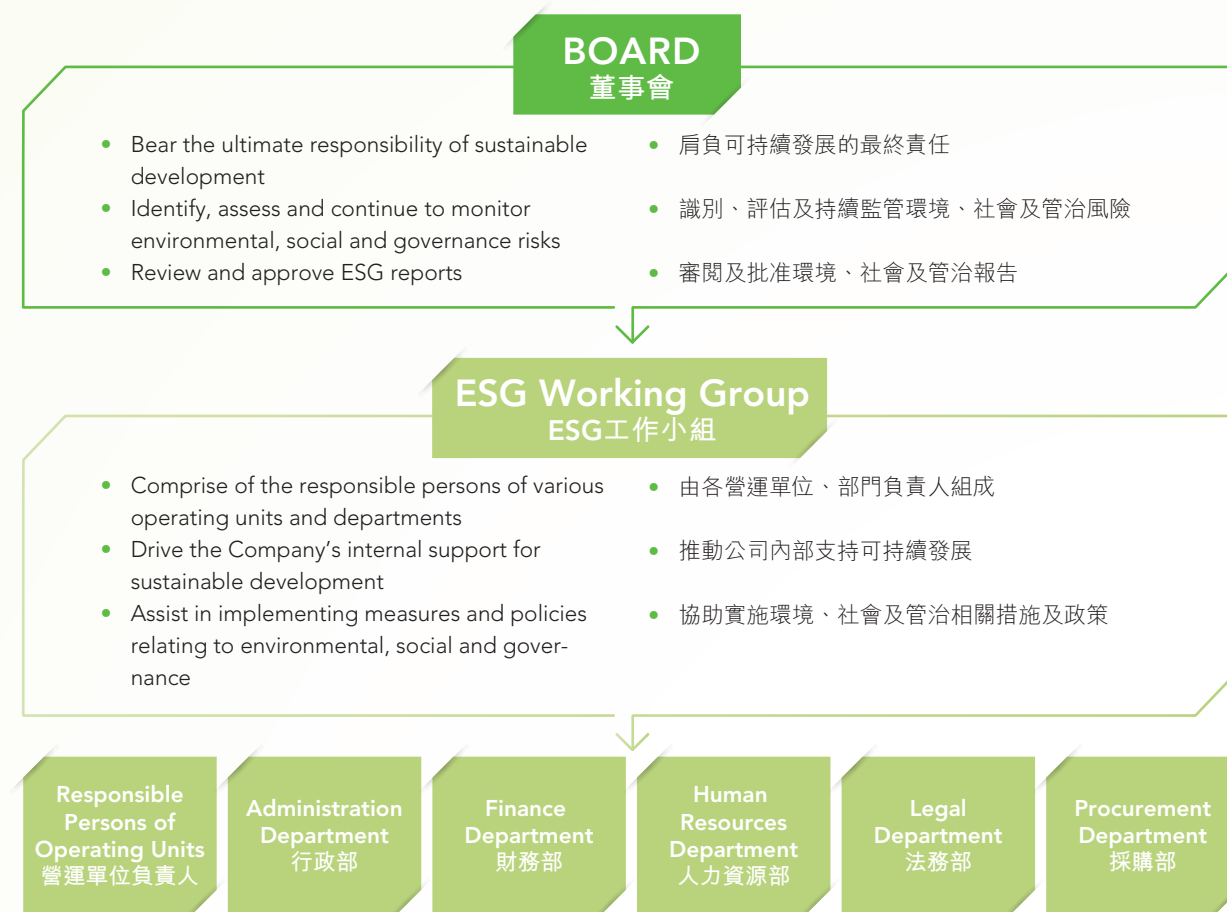 BOARD
董事會
• Bear the ultimate responsibility of sustainable
development
• Identify, assess and continue to monitor
environmental, social and governance risks
• Review and approve ESG reports
• 肩負可持續發展的最終責任
• 識別、評估及持續監管環境、社會及管治風險
• 審閱及批准環境、社會及管治報告
ESG Working Group
ESG工作小組
• Comprise of the responsible persons of various
operating units and departments
• Drive the Company’s internal support for
sustainable development
• Assist in implementing measures and policies
relating to environmental, social and gover-
nance
• 由各營運單位、部門負責人組成
• 推動公司內部支持可持續發展
• 協助實施環境、社會及管治相關措施及政策
Responsible
Persons of
Operating Units
營運單位負責人
Administration
Department
行政部
Finance
Department
財務部
Human
Resources
Department
人力資源部
Legal
Department
法務部
Procurement
Department
採購部